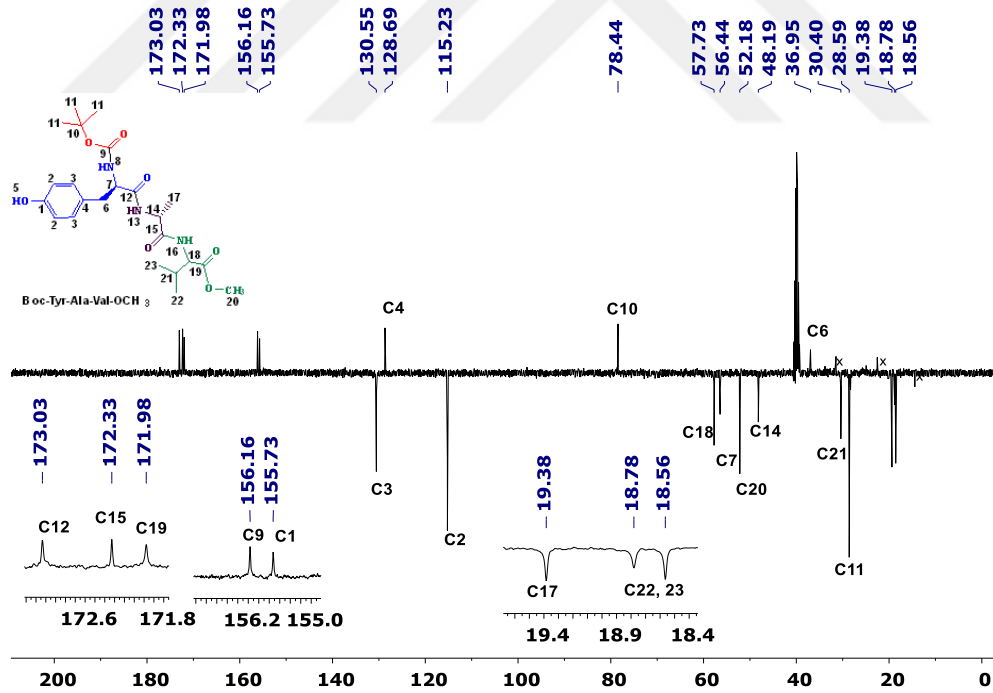 173.03
172.33
171.98
156.16
155.73
130.55
128.69
115.23
78.44
57.73
56.44
52.18
48.19
36.95
30.40
28.59
19.38
18.78
18.56
11
11
11
10
O
O
9
8
HN
7
O
5
HO
2
3
1
4
2
3
6
12
17
N
H
13
14
15
O
16
NH
18
O
23
21
19
22
O
CH3
20
Boc-Tyr-Ala-Val-OCH 3
C4
C10
C6
x
x
x
C3
C2
C18
C7
C20
C14
C21
C11
173.03
172.33
171.98
C12
C15
C19
172.6 171.8
156.16
155.73
C9
C1
156.2 155.0
19.38
18.78
18.56
C17
C22, 23
19.4 18.9 18.4
200 180 160 140 120 100 80 60 40 20 0